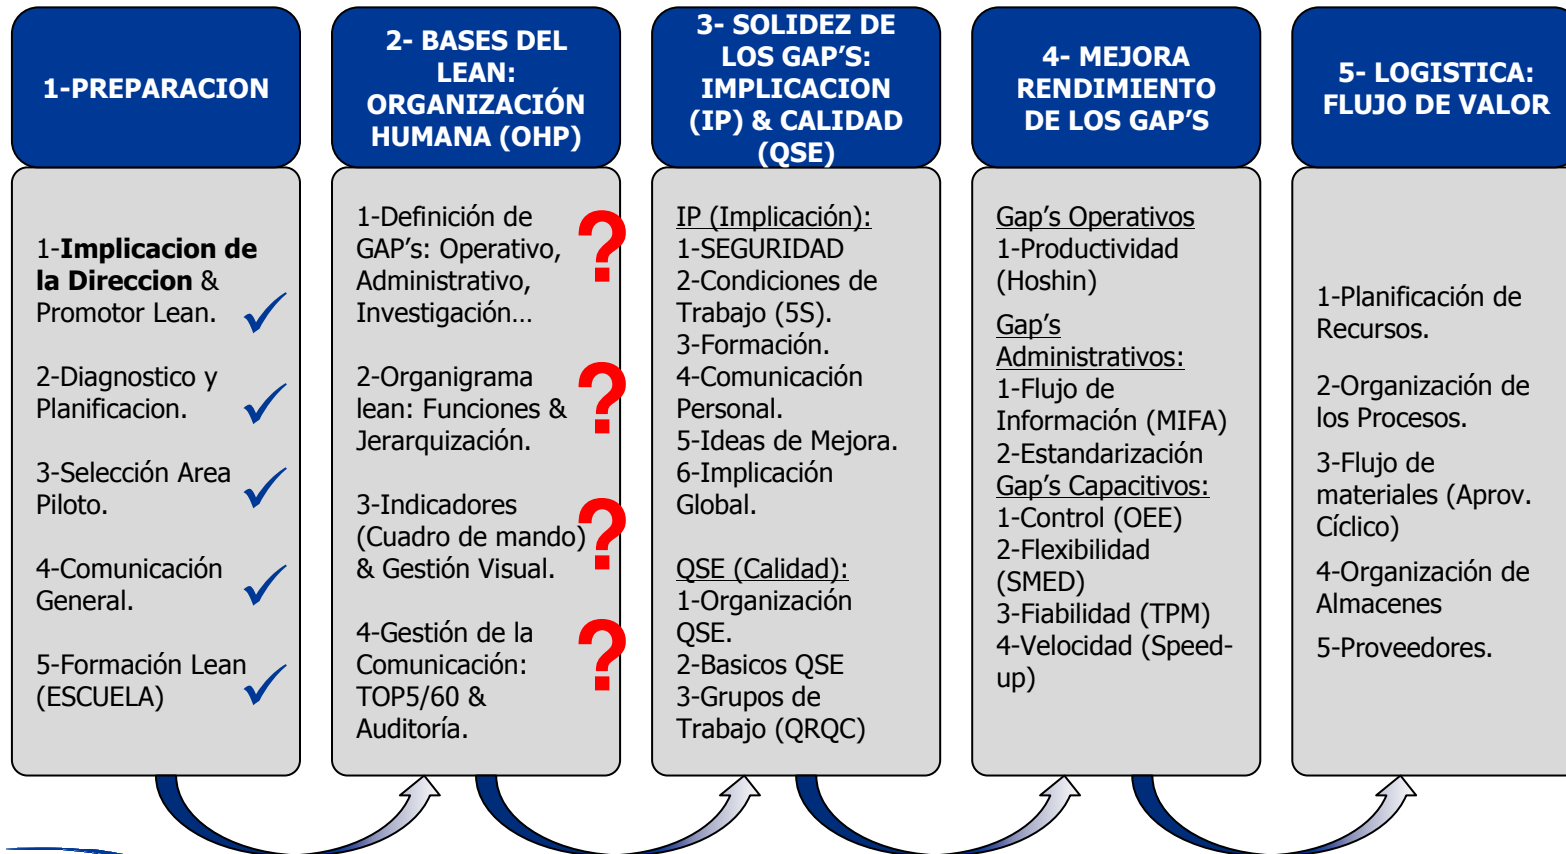 1-PREPARACION
1-Implicacion de
la Direccion &
Promotor Lean.
2-Diagnostico y
Planificacion.
3-Selección Area
Piloto.
4-Comunicación
General.
5-Formación Lean
(ESCUELA)
2- BASES DEL
LEAN:
ORGANIZACIÓN
HUMANA (OHP)
1-Definición de
GAP’s: Operativo,
Administrativo,
Investigación…
?
2-Organigrama
lean: Funciones &
Jerarquización.
?
3-Indicadores
(Cuadro de mando)
& Gestión Visual.
?
4-Gestión de la
Comunicación:
TOP5/60 &
Auditoría.
?
3- SOLIDEZ DE
LOS GAP’S:
IMPLICACION
(IP) & CALIDAD
(QSE)
IP (Implicación):
1-SEGURIDAD
2-Condiciones de
Trabajo (5S).
3-Formación.
4-Comunicación
Personal.
5-Ideas de Mejora.
6-Implicación
Global.
QSE (Calidad):
1-Organización
QSE.
2-Basicos QSE
3-Grupos de
Trabajo (QRQC)
4- MEJORA
RENDIMIENTO
DE LOS GAP’S
Gap’s Operativos
1-Productividad
(Hoshin)
Gap’s
Administrativos:
1-Flujo de
Información (MIFA)
2-Estandarización
Gap’s Capacitivos:
1-Control (OEE)
2-Flexibilidad
(SMED)
3-Fiabilidad (TPM)
4-Velocidad (Speed-
up)
5- LOGISTICA:
FLUJO DE VALOR
1-Planificación de
Recursos.
2-Organización de
los Procesos.
3-Flujo de
materiales (Aprov.
Cíclico)
4-Organización de
Almacenes
5-Proveedores.